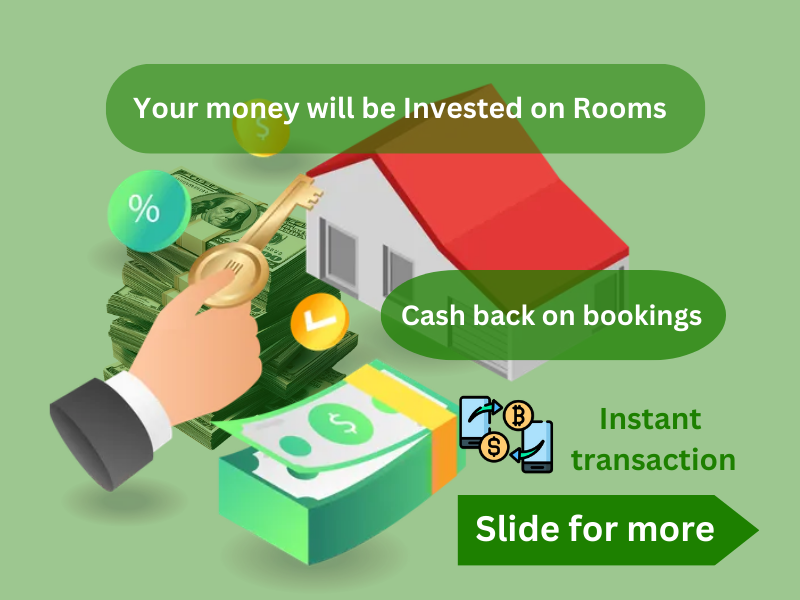 Your money will be Invested on Rooms
$
%
Cash back on bookings
$
Instant
transaction
Slide for more